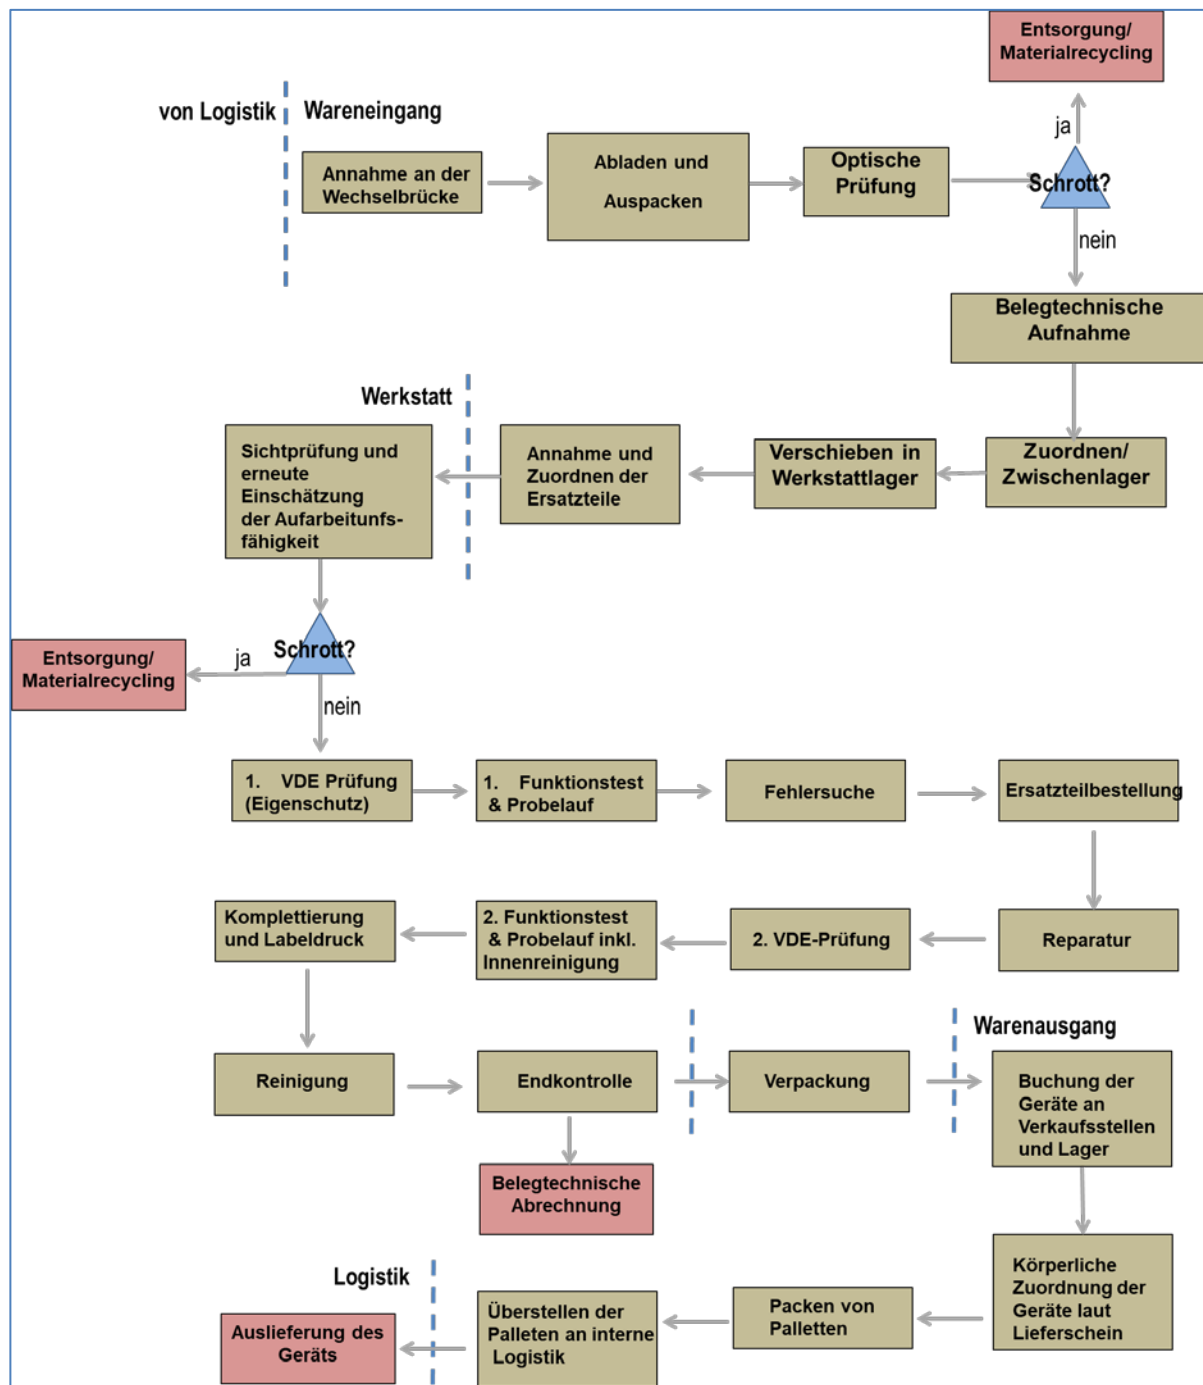 Entsorgung/
Materialrecycling
von Logistik
Wareneingang
ja
Annahme an der
Wechselbrücke
Abladen und
Auspacken
Optische
Prüfung
Schrott?
nein
Belegtechnische
Aufnahme
Werkstatt
Sichtprüfung und
erneute
Einschätzung
der Aufarbeitunfs-
fähigkeit
Annahme und
Zuordnen der
Ersatzteile
Verschieben in
Werkstattlager
Zuordnen/
Zwischenlager
Schrott?
ja
Entsorgung/
Materialrecycling
nein
1. VDE Prüfung
(Eigenschutz)
1. Funktionstest
& Probelauf
Fehlersuche
Ersatzteilbestellung
Komplettierung
und Labeldruck
2. Funktionstest
& Probelauf inkl.
Innenreinigung
2. VDE-Prüfung
Reparatur
Warenausgang
Reinigung
Endkontrolle
Verpackung
Buchung der
Geräte an
Verkaufsstellen
und Lager
Belegtechnische
Abrechnung
Logistik
Auslieferung des
Geräts
Überstellen der
Palleten an interne
Logistik
Packen von
Palletten
Körperliche
Zuordnung der
Geräte laut
Lieferschein